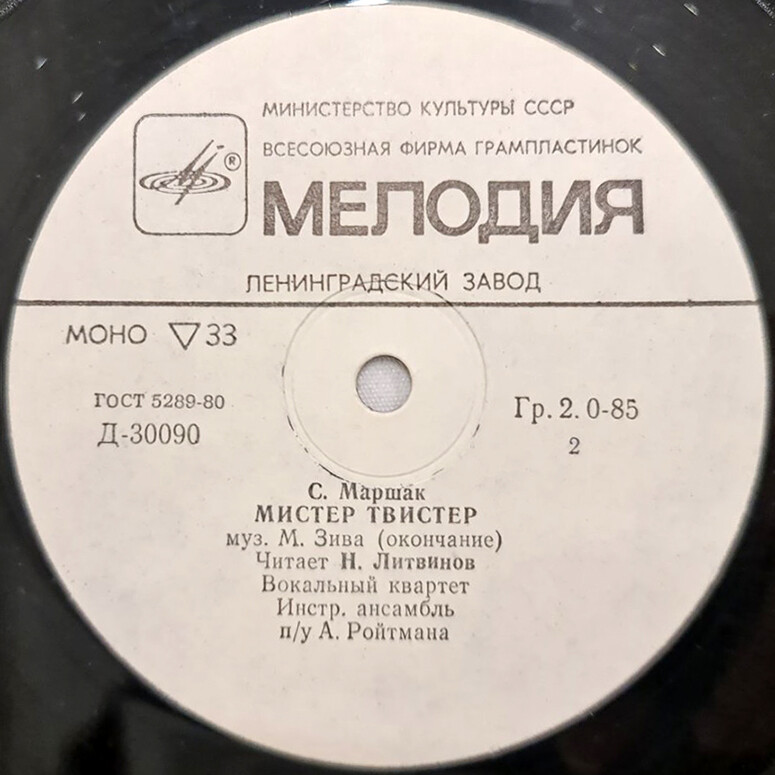 МИНИСТЕРСТВО КУЛЬТУРЫ СССР
ВСЕСОЮЗНАЯ ФИРМА ГРАМПЛАСТИНОК
®
МЕЛОДИЯ
ЛЕНИНГРАДСКИЙ ЗАВОД
МОНО ▽33
ГОСТ 5289-80
Д-30090
Гр. 2. 0-85
2
С. Маршак
МИСТЕР ТВИСТЕР
муз. М. Зива (окончание)
Читает Н. Литвинов
Вокальный квартет
Инстр. ансамбль
п/у А. Ройтмана